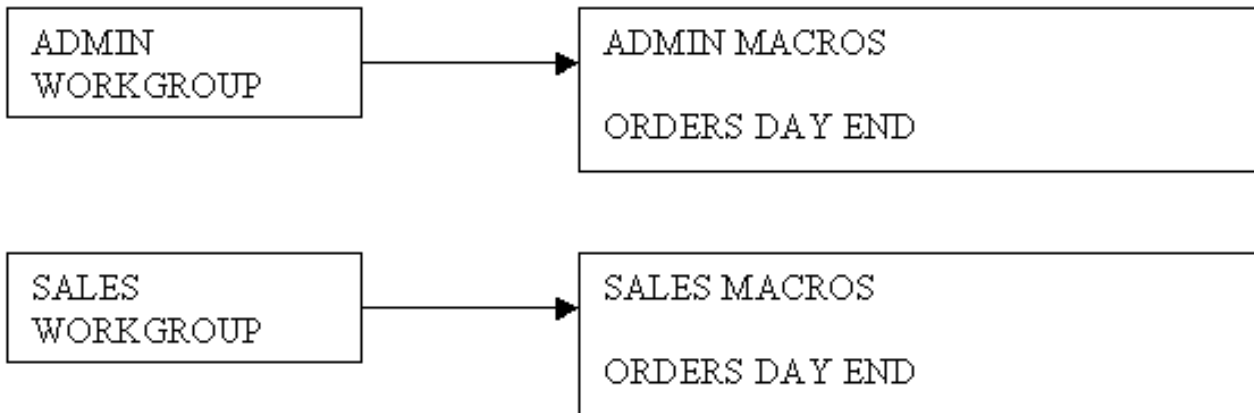 ADMIN
WORKGROUP
ADMIN MACROS
ORDERS DAY END
SALES
WORKGROUP
SALES MACROS
ORDERS DAY END